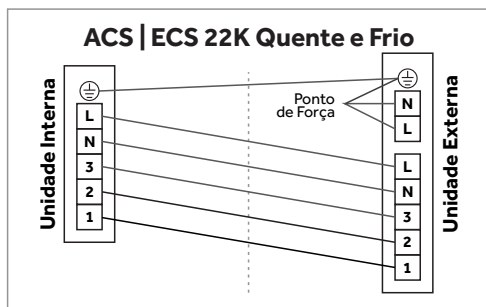 ACS | ECS 22K Quente e Frio
Unidade Interna
L
N
3
2
1
Ponto
de Força
N
L
L
N
3
2
1
Unidade Externa